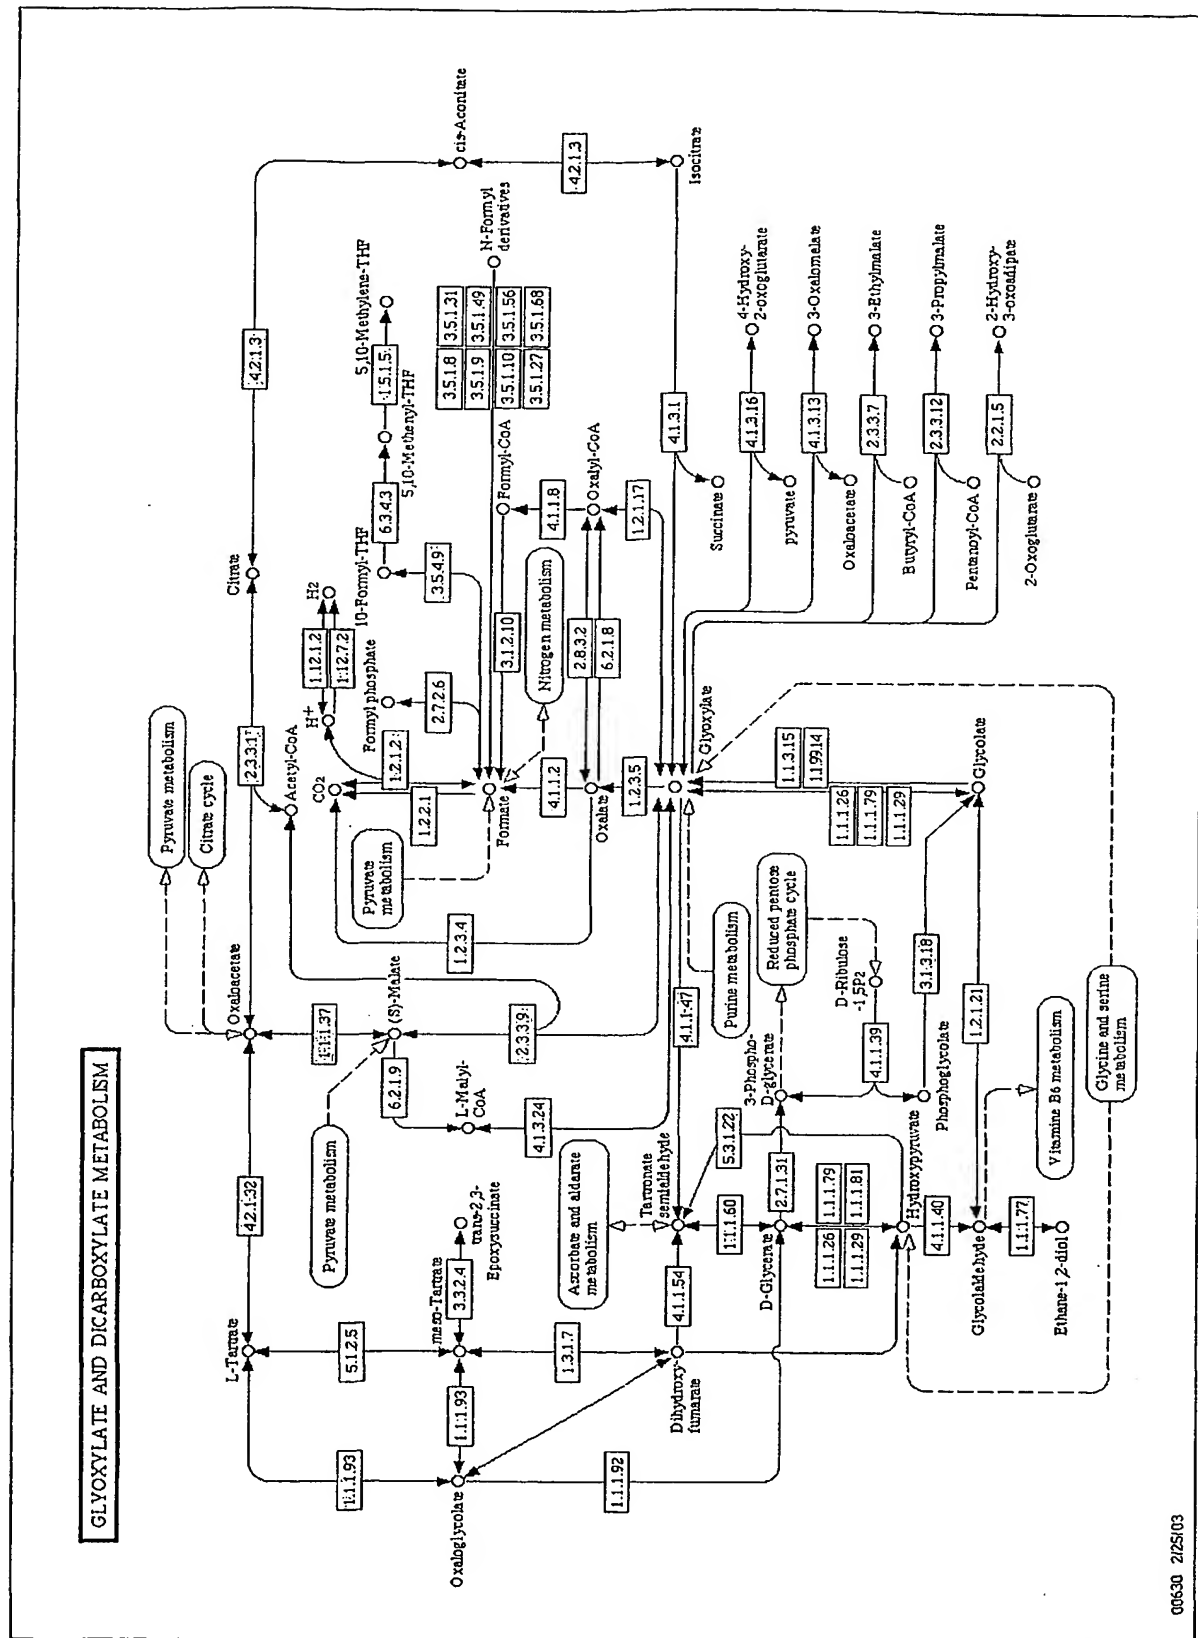 GLYOXYLATE AND DICARBOXYLATE METABOLISM
Pyruvate metabolism
Citrate cycle
L-Tartrate
4.2.1.32
Oxaloacetate
2.3.3.1
Citrate
4.2.1.3
cis-Aconitate
4.2.1.3
Isocitrate
1.1.1.93
5.1.2.5
1.1.1.37
Acetyl-CoA
Pyruvate metabolism
(S)-Malate
6.2.1.9
L-Malyl-
CoA
4.1.3.24
2.3.3.9
CO2
H+
1.12.1.2
1.12.7.2
H2
1.2.1.2
1.2.2.1
Formyl phosphate
2.7.2.6
10-Formyl-THF
3.5.4.9
6.3.4.3
5,10-Methenyl-THF
1.5.1.5
5,10-Methylene-THF
Pyruvate
metabolism
1.2.3.4
Formate
3.1.2.10
Formyl-CoA
3.5.1.8
3.5.1.31
3.5.1.9
3.5.1.49
3.5.1.10
3.5.1.56
3.5.1.27
3.5.1.68
N-Formyl
derivatives
Nitrogen metabolism
4.1.1.2
4.1.1.8
Oxalate
2.8.3.2
6.2.1.8
Oxalyl-CoA
1.2.3.5
1.2.1.17
Oxaloglycolate
1.1.1.93
meso-Tartrate
3.3.2.4
trans-2,3-
Epoxysuccinate
1.3.1.7
Ascorbate and aldarate
metabolism
Dihydroxy-
fumarate
4.1.1.54
Tartronate
semialdehyde
4.1.1.47
Glyoxylate
4.1.3.1
Succinate
4.1.3.16
pyruvate
4-Hydroxy-
2-oxoglutarate
4.1.3.13
Oxaloacetate
3-Oxalomalate
2.3.3.7
Butyryl-CoA
3-Ethylmalate
2.3.3.12
Pentanoyl-CoA
3-Propylmalate
2.2.1.5
2-Oxoglutarate
2-Hydroxy-
3-oxoadipate
Purine metabolism
1.1.1.92
1.1.1.60
5.3.1.22
D-Glycerate
2.7.1.31
3-Phospho-
D-glycerate
Reduced pentose
phosphate cycle
D-Ribulose
-1,5P2
4.1.1.39
1.1.1.26
1.1.1.79
1.1.1.29
1.1.1.81
1.1.1.26
1.1.1.79
1.1.1.29
1.1.3.15
1.1.99.14
Hydroxypyruvate
Phosphoglycolate
3.1.3.18
4.1.1.40
Glycolaldehyde
1.2.1.21
Glycolate
1.1.1.77
Ethane-1,2-diol
Vitamine B6 metabolism
Glycine and serine
metabolism
00630 2/25/03